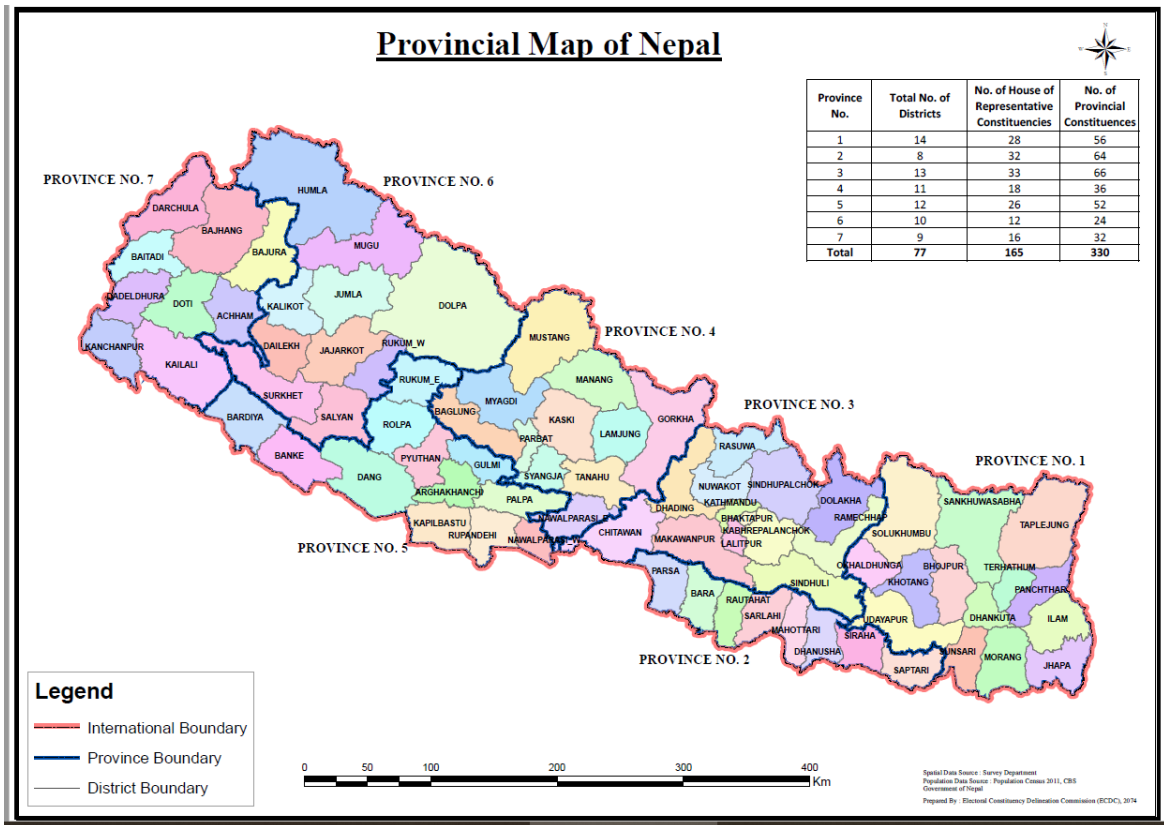 Provincial Map of Nepal
N
W E
S
Province No. Total No. of Districts No. of House of Representative Constituencies No. of Provincial Constituences
1 14 28 56
2 8 32 64
3 13 33 66
4 11 18 36
5 12 26 52
6 10 12 24
7 9 16 32
Total 77 165 330
PROVINCE NO. 7
PROVINCE NO. 6
HUMLA
DARCHULA
BAJHANG
MUGU
BAJURA
BAITADI
JUMLA
DADELDHURA
DOTI
KALIKOT
DOLPA
ACHHAM
PROVINCE NO. 4
MUSTANG
KANCHANPUR
DAILEKH
JAJARKOT
RUKUM_W
KAILALI
RUKUM_E
MANANG
SURKHET
MYAGDI
PROVINCE NO. 3
BARDIYA
SALYAN
BAGLUNG
KASKI
GORKHA
ROLPA
LAMJUNG
PARBAT
RASUWA
BANKE
PYUTHAN
GULMI
PROVINCE NO. 1
DANG
SYANGJA
TANAHU
NUWAKOT
SINDHUPALCHOK
ARGHAKHANCHI
PALPA
KATHMANDU
DOLAKHA
SANKHUWASABHA
DHADING
NAWALPARASI_
BHAKTAPUR
RAMECHHAP
KAPILBASTU
TAPLEJUNG
RUPANDEHI
CHITAWAN
KABHREPALANCHOK
SOLUKHUMBU
NAWALPARASI_W
MAKAWANPUR
LALITPUR
PROVINCE NO. 5
OKHALDHUNGA
BHOJPUR
TERHATHUM
PARSA
SINDHULI
KHOTANG
PANCHTHAR
BARA
RAUTAHAT
SARLAHI
UDAYAPUR
DHANKUTA
ILAM
MAHOTTARI
SIRAHA
DHANUSHA
SUNSARI
MORANG
PROVINCE NO. 2
SAPTARI
JHAPA
Legend
International Boundary
Province Boundary
District Boundary
0 50 100 200 300 400
Km
Spatial Data Source : Survey Department
Population Data Source : Population Census 2011, CBS
Government of Nepal
Prepared By : Electoral Constituency Delineation Commission (ECDC), 2074